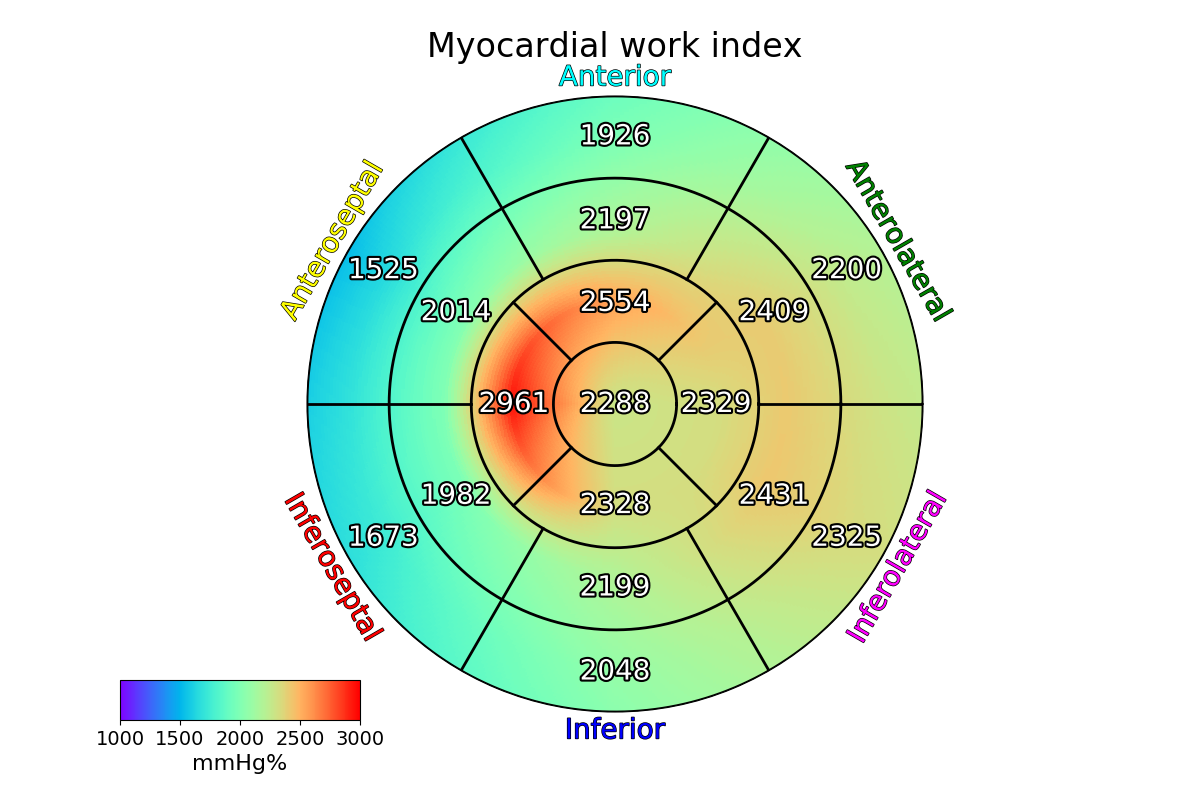 Myocardial work index
Anterior
1926
Anteroseptal
Anterolateral
2197
1525
2200
2014
2554
2409
2961
2288
2329
1982
2328
2431
1673
2325
Inferoseptal
Inferolateral
2199
2048
Inferior
1000 1500 2000 2500 3000
mmHg%